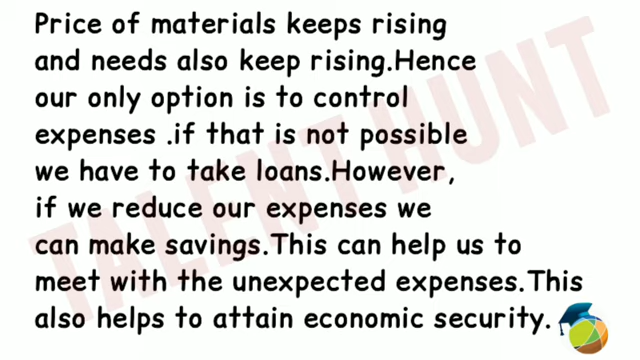 Price of materials keeps rising
and needs also keep rising.Hence
our only option is to control
expenses .if that is not possible
we have to take loans.However,
if we reduce our expenses we
can make savings.This can help us to
meet with the unexpected expenses.This
also helps to attain economic security.
TALENT HUNT